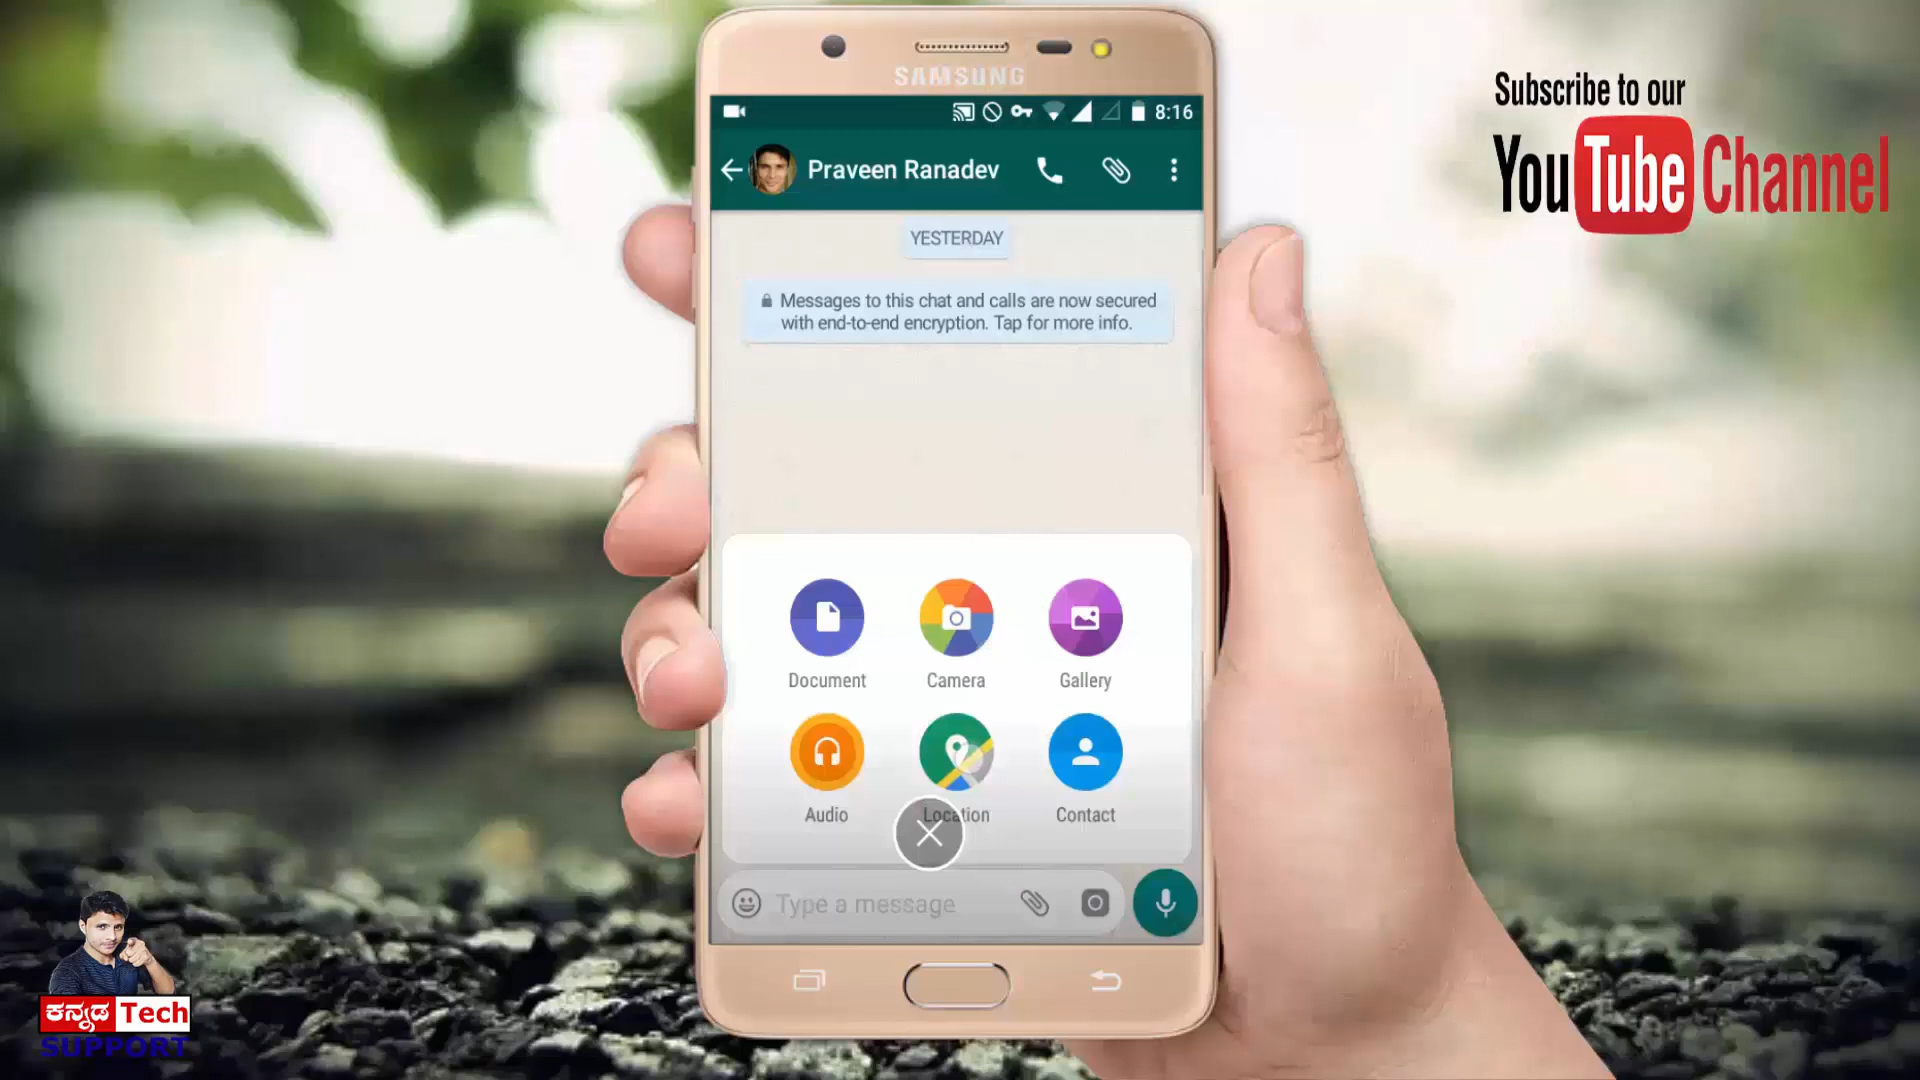 SAMSUNG
8:16
Praveen Ranadev
YESTERDAY
Messages to this chat and calls are now secured
with end-to-end encryption. Tap for more info.
Document
Camera
Gallery
Audio
Location
Contact
Type a message
Subscribe to our
YouTube Channel
ಕನ್ನಡ Tech
SUPPORT